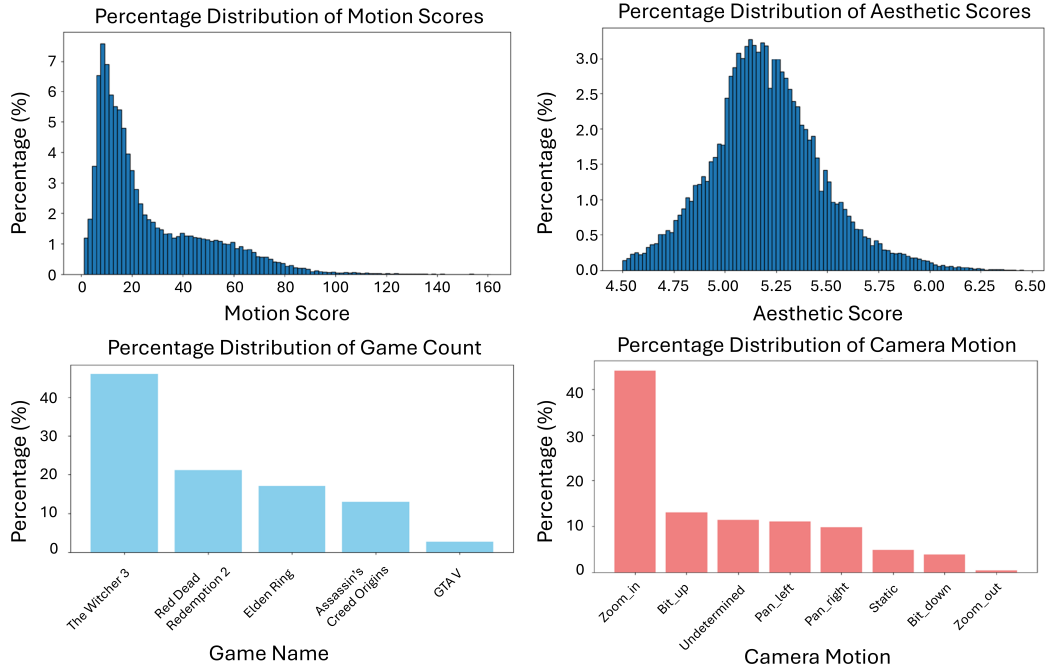 Percentage Distribution of Motion Scores
Percentage (%)
7
6
5
4
3
2
1
0
0 20 40 60 80 100 120 140 160
Motion Score
Percentage Distribution of Aesthetic Scores
Percentage (%)
3.0
2.5
2.0
1.5
1.0
0.5
0.0
4.50 4.75 5.00 5.25 5.50 5.75 6.00 6.25 6.50
Aesthetic Score
Percentage Distribution of Game Count
Percentage (%)
40
30
20
10
0
The Witcher 3
Red Dead
Redemption 2
Elden Ring
Assassin's
Creed Origins
GTA V
Game Name
Percentage Distribution of Camera Motion
Percentage (%)
40
30
20
10
0
Zoom_in
Bit_up
Undetermined
Pan_left
Pan_right
Static
Bit_down
Zoom_out
Camera Motion